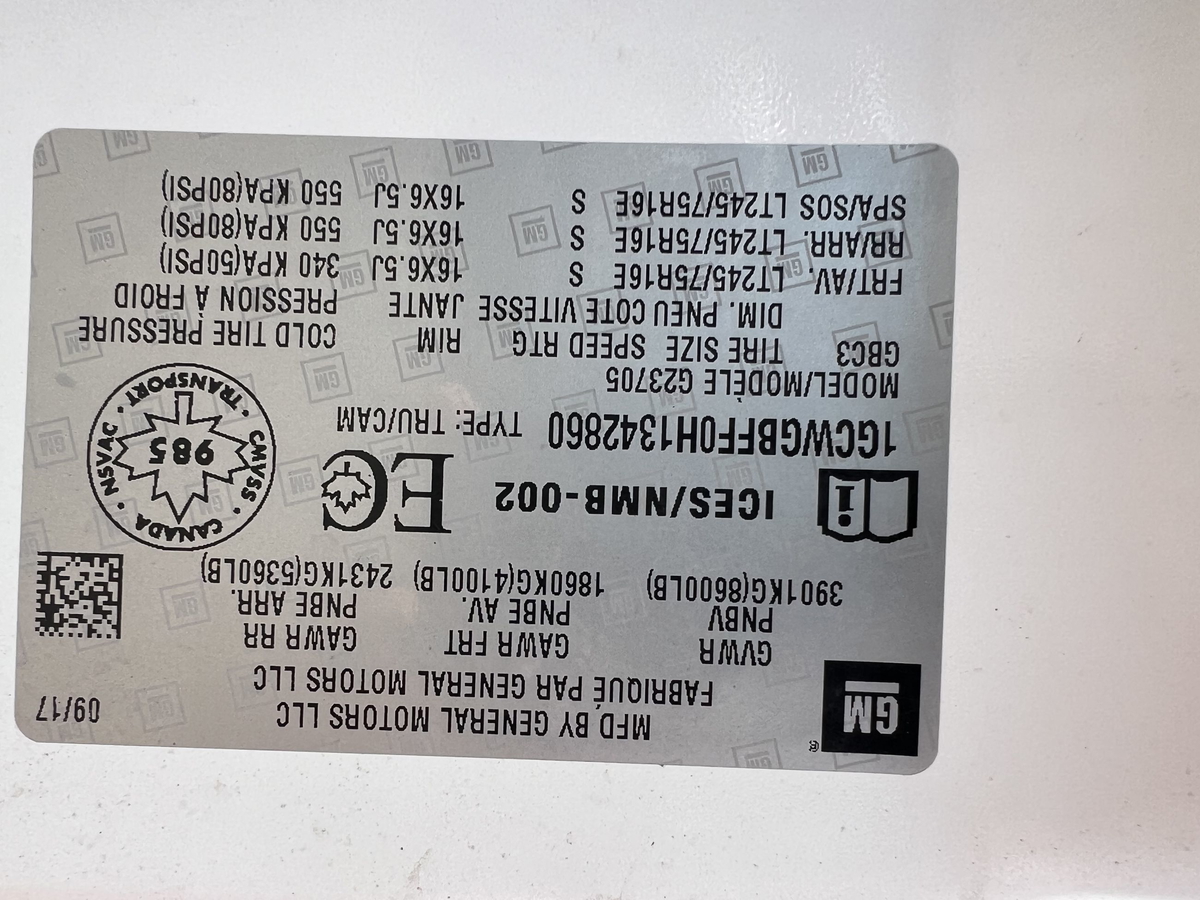 GM
®
MFD BY GENERAL MOTORS LLC
FABRIQUÉ PAR GENERAL MOTORS LLC
09/17
GVWR GAWR FRT GAWR RR
PNBV PNBE AV. PNBE ARR.
3901KG(8600LB) 1860KG(4100LB) 2431KG(5360LB)
ICES/NMB-002 EC
CANADA · CMVSS · TRANSPORT · NSVAC ·
985
1GCWGBFF0H1342860 TYPE: TRU/CAM
MODEL/MODÈLE G23705
GBC3 TIRE SIZE SPEED RTG RIM COLD TIRE PRESSURE
DIM. PNEU COTE VITESSE JANTE PRESSION À FROID
FRT/AV. LT245/75R16E S 16X6.5J 340 KPA(50PSI)
RR/ARR. LT245/75R16E S 16X6.5J 550 KPA(80PSI)
SPA/SOS LT245/75R16E S 16X6.5J 550 KPA(80PSI)